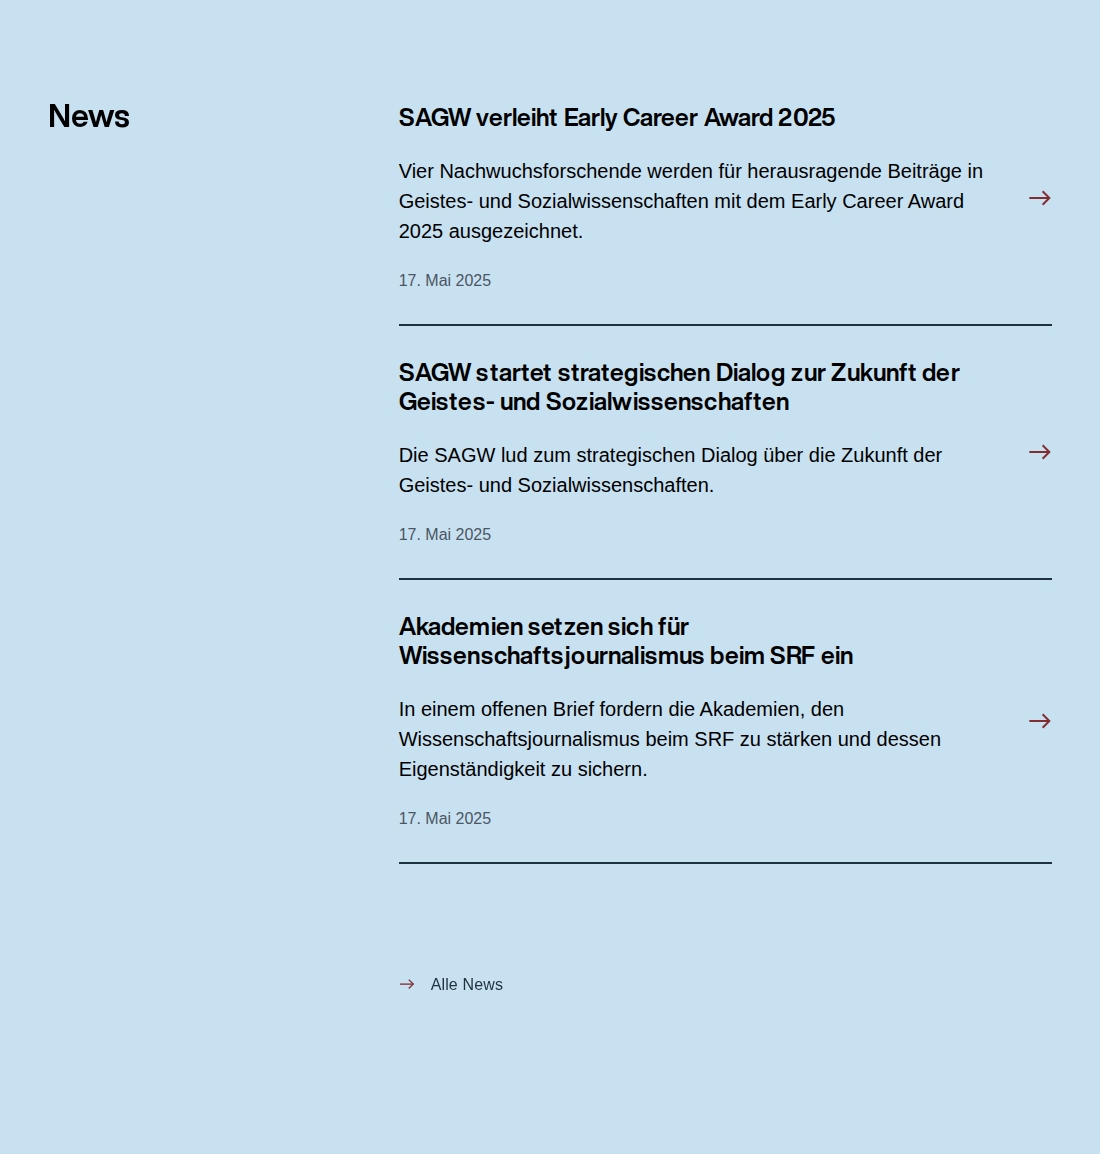 News
SAGW verleiht Early Career Award 2025
Vier Nachwuchsforschende werden für herausragende Beiträge in
Geistes- und Sozialwissenschaften mit dem Early Career Award
2025 ausgezeichnet.
17. Mai 2025
SAGW startet strategischen Dialog zur Zukunft der
Geistes- und Sozialwissenschaften
Die SAGW lud zum strategischen Dialog über die Zukunft der
Geistes- und Sozialwissenschaften.
17. Mai 2025
Akademien setzen sich für
Wissenschaftsjournalismus beim SRF ein
In einem offenen Brief fordern die Akademien, den
Wissenschaftsjournalismus beim SRF zu stärken und dessen
Eigenständigkeit zu sichern.
17. Mai 2025
Alle News